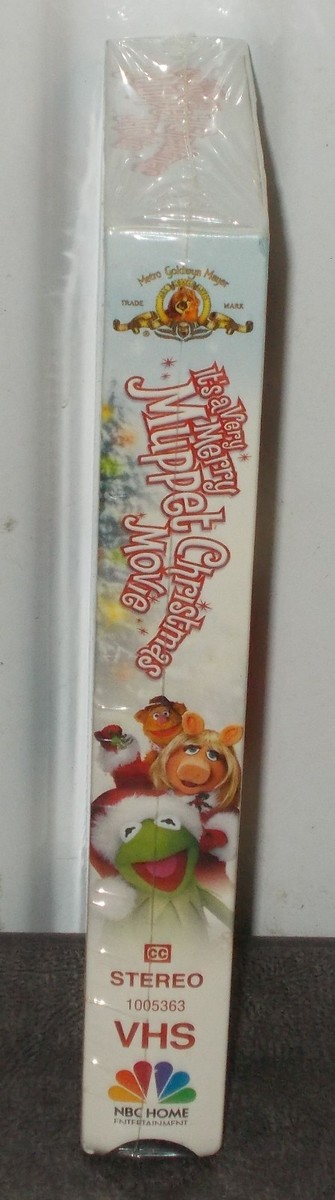 Metro Goldwyn Mayer
TRADE MARK
It's a Very
Merry
Muppet Christmas
Movie
CC
STEREO
1005363
VHS
NBC HOME
ENTERTAINMENT